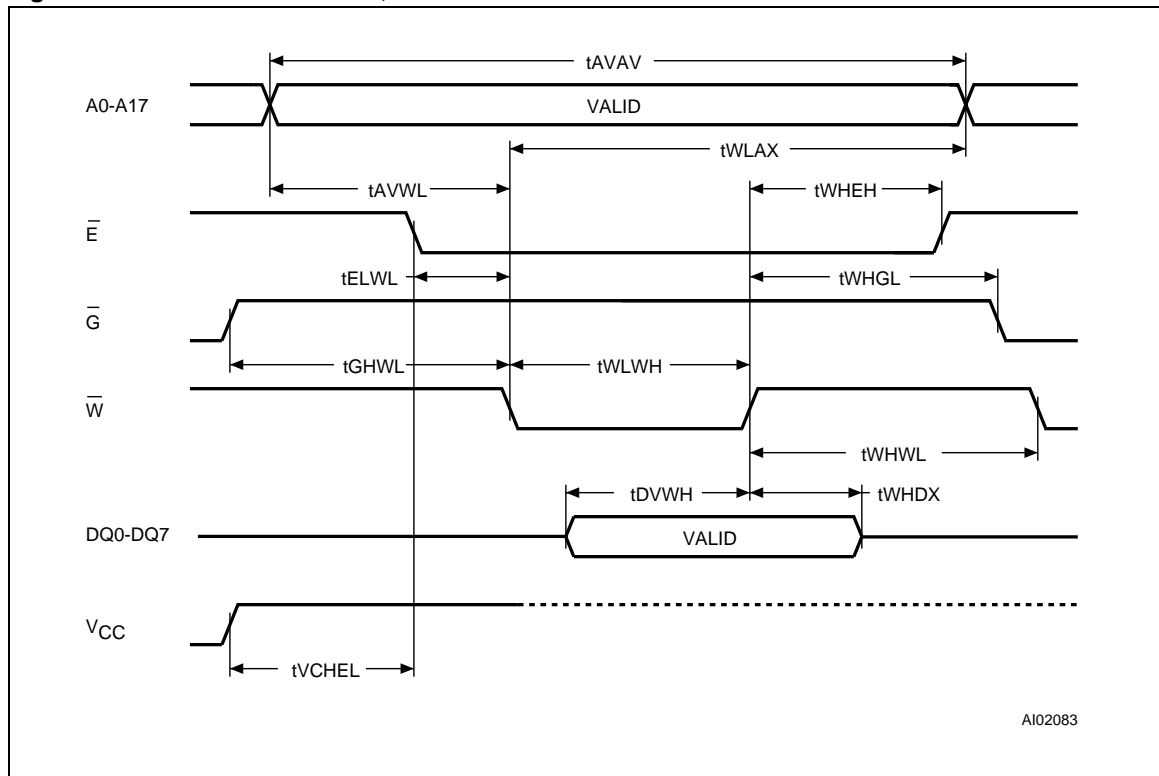 tAVAV
A0-A17
VALID
tWLAX
tAVWL
tWHEH
E̅
tELWL
tWHGL
G̅
tGHWL
tWLWH
W̅
tWHWL
tDVWH
tWHDX
DQ0-DQ7
VALID
VCC
tVCHEL
AI02083